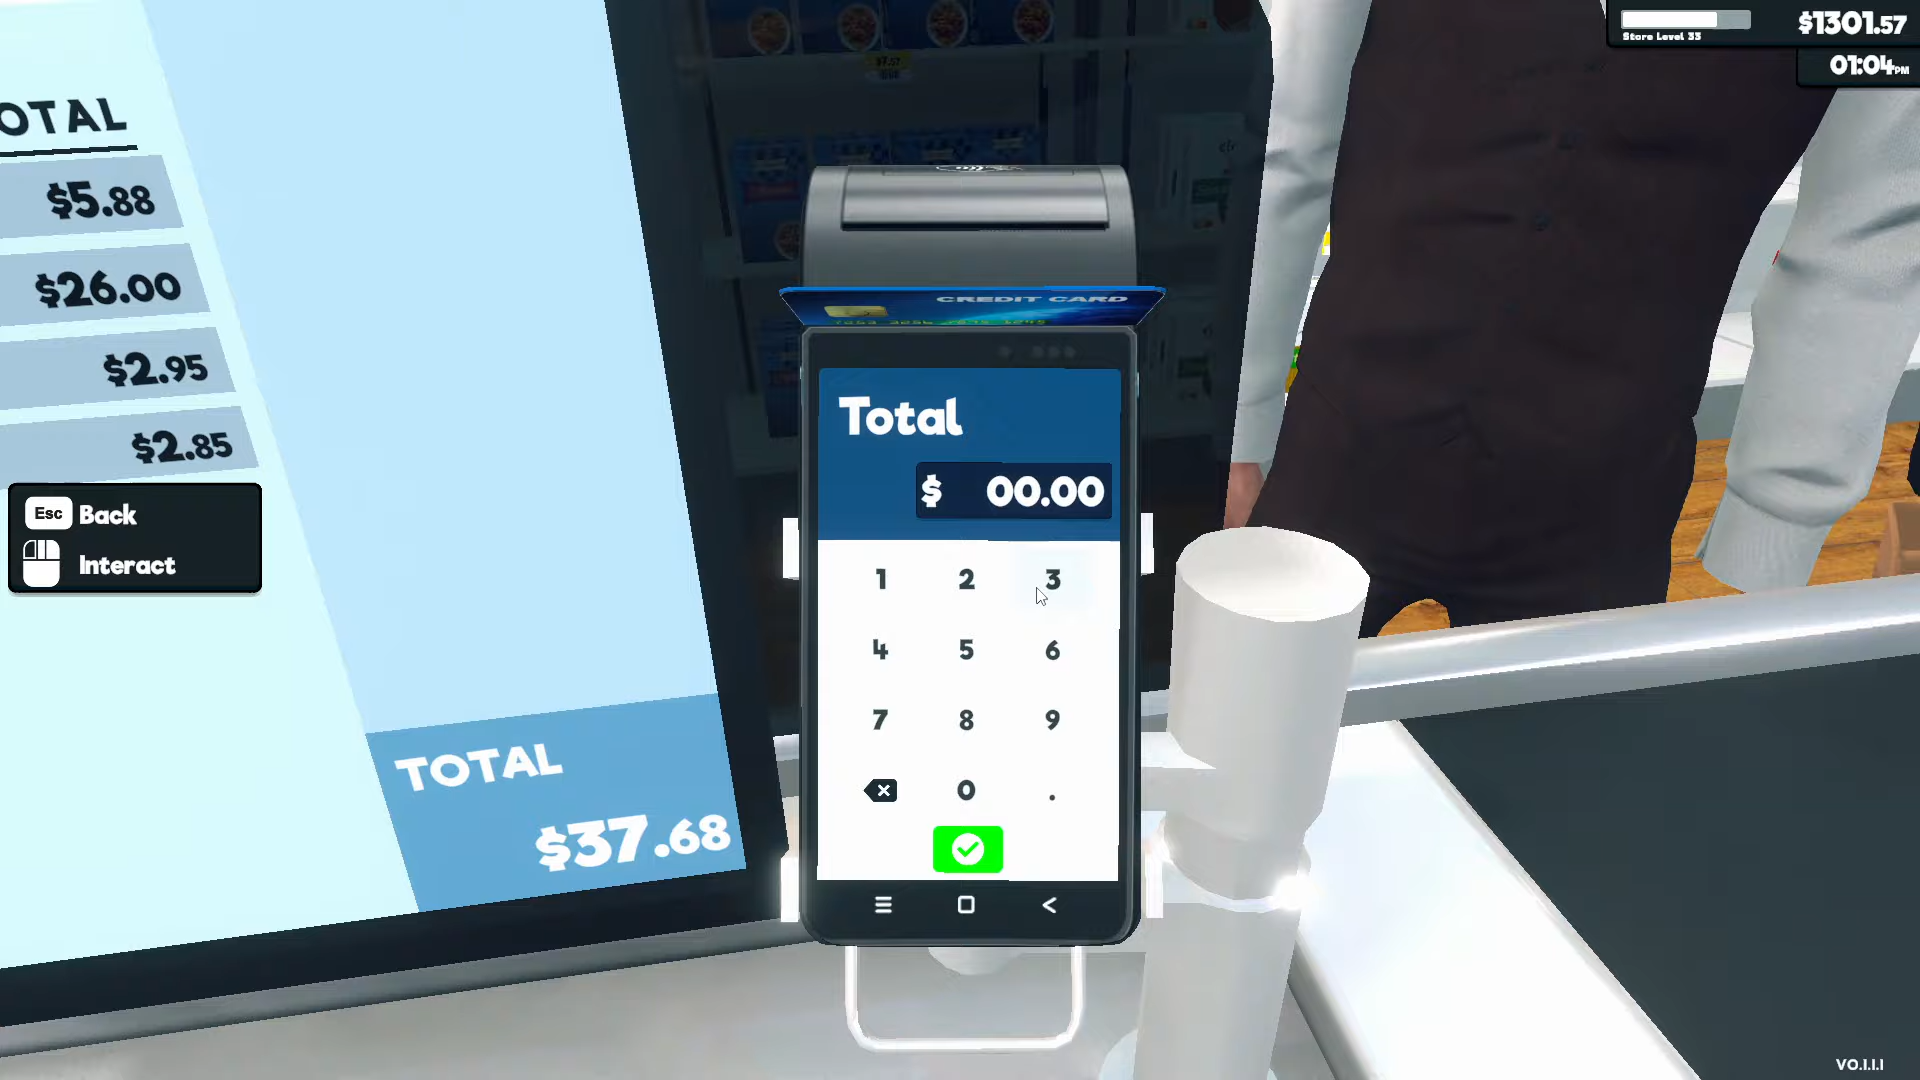 $1301.57
Store Level 33
01:04PM
OTAL
$5.88
$26.00
$2.95
$2.85
Esc Back
Interact
TOTAL
$37.68
CREDIT CARD
Total
$ 00.00
1 2 3
4 5 6
7 8 9
0 .
$7.57
V0.1.1.1